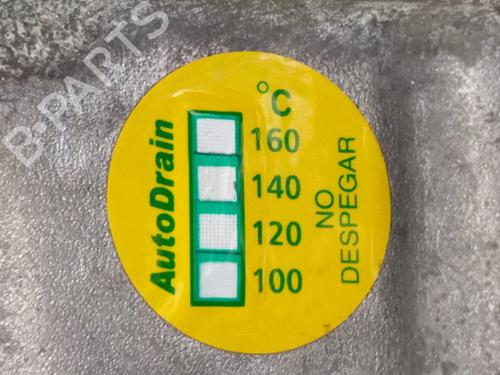 AutoDrain
°C
160
140
120
100
NO
DESPEGAR
B-PARTS